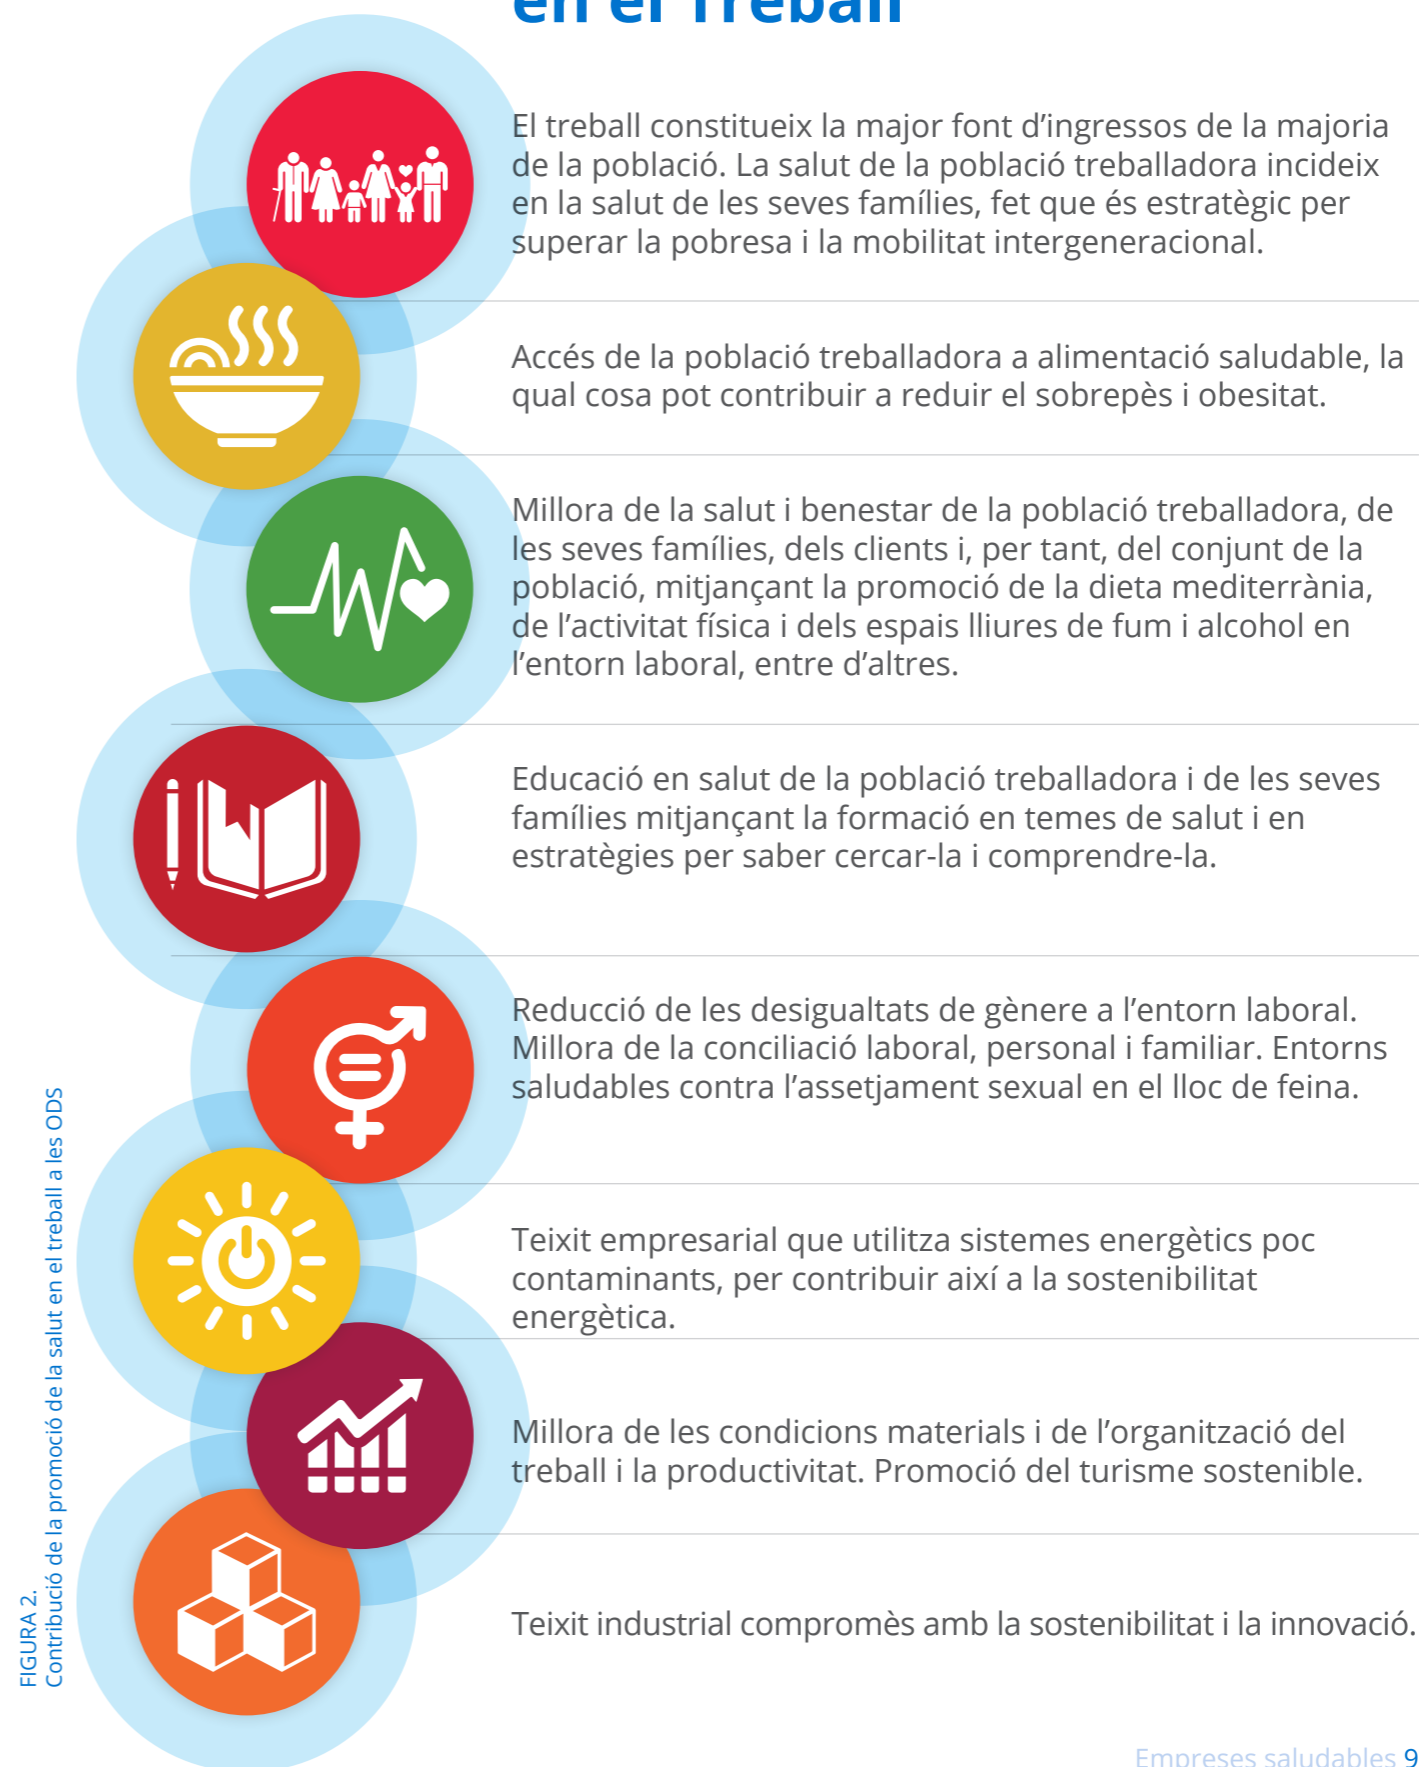 en el Treball
El treball constitueix la major font d’ingressos de la majoria
de la població. La salut de la població treballadora incideix
en la salut de les seves famílies, fet que és estratègic per
superar la pobresa i la mobilitat intergeneracional.
Accés de la població treballadora a alimentació saludable, la
qual cosa pot contribuir a reduir el sobrepès i obesitat.
Millora de la salut i benestar de la població treballadora, de
les seves famílies, dels clients i, per tant, del conjunt de la
població, mitjançant la promoció de la dieta mediterrània,
de l’activitat física i dels espais lliures de fum i alcohol en
l’entorn laboral, entre d’altres.
Educació en salut de la població treballadora i de les seves
famílies mitjançant la formació en temes de salut i en
estratègies per saber cercar-la i comprendre-la.
Reducció de les desigualtats de gènere a l’entorn laboral.
Millora de la conciliació laboral, personal i familiar. Entorns
saludables contra l’assetjament sexual en el lloc de feina.
Teixit empresarial que utilitza sistemes energètics poc
contaminants, per contribuir així a la sostenibilitat
energètica.
Millora de les condicions materials i de l’organització del
treball i la productivitat. Promoció del turisme sostenible.
Teixit industrial compromès amb la sostenibilitat i la innovació.
FIGURA 2.
Contribució de la promoció de la salut en el treball a les ODS
Empreses saludables 9